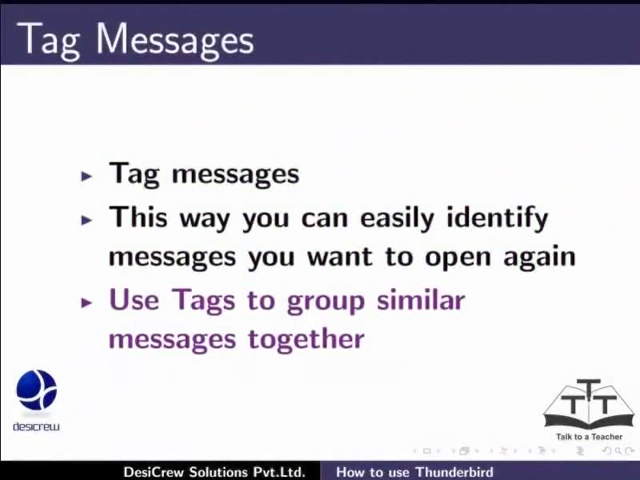 Tag Messages
Tag messages
This way you can easily identify
messages you want to open again
Use Tags to group similar
messages together
desicrew
TTT
Talk to a Teacher
DesiCrew Solutions Pvt.Ltd. How to use Thunderbird